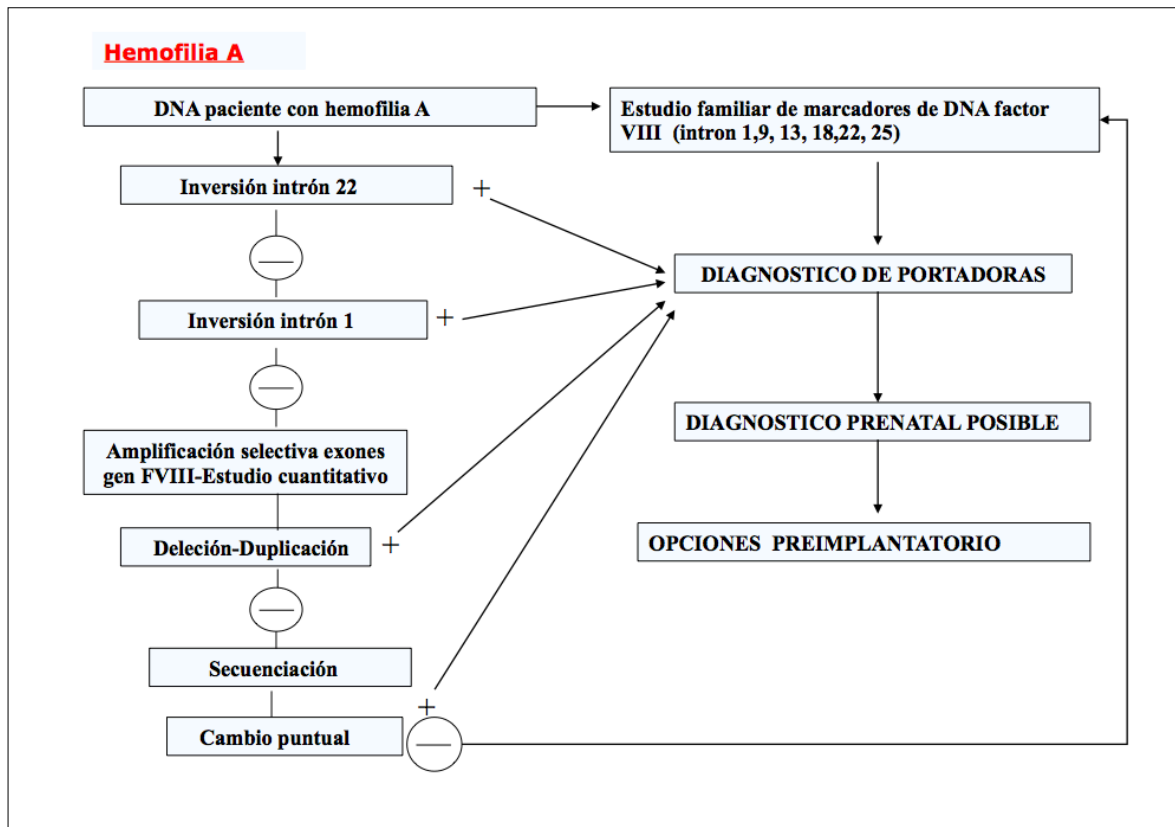 Hemofilia A
DNA paciente con hemofilia A
Estudio familiar de marcadores de DNA factor
VIII (intron 1,9, 13, 18,22, 25)
Inversión intrón 22
+
DIAGNOSTICO DE PORTADORAS
Inversión intrón 1
+
DIAGNOSTICO PRENATAL POSIBLE
Amplificación selectiva exones
gen FVIII-Estudio cuantitativo
Deleción-Duplicación
+
OPCIONES PREIMPLANTATORIO
Secuenciación
+
Cambio puntual